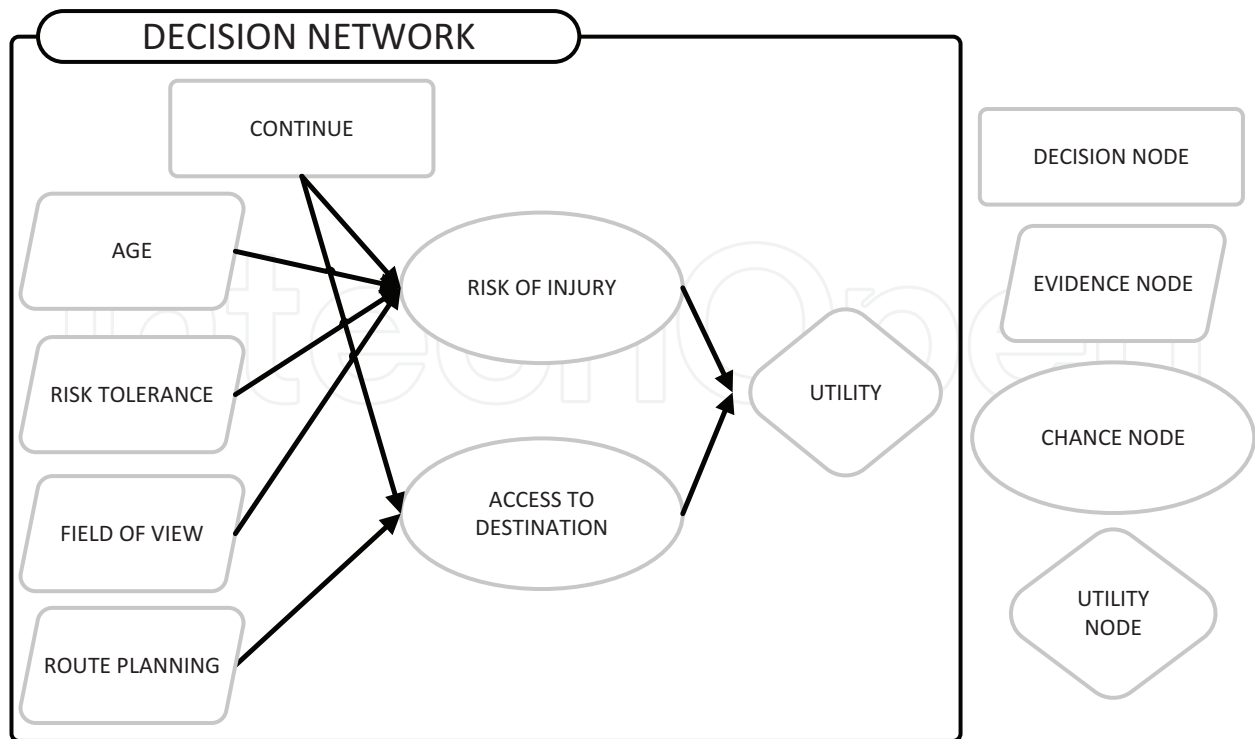 DECISION NETWORK
CONTINUE
AGE
RISK TOLERANCE
FIELD OF VIEW
ROUTE PLANNING
RISK OF INJURY
ACCESS TO
DESTINATION
UTILITY
DECISION NODE
EVIDENCE NODE
CHANCE NODE
UTILITY
NODE
IntechOpen